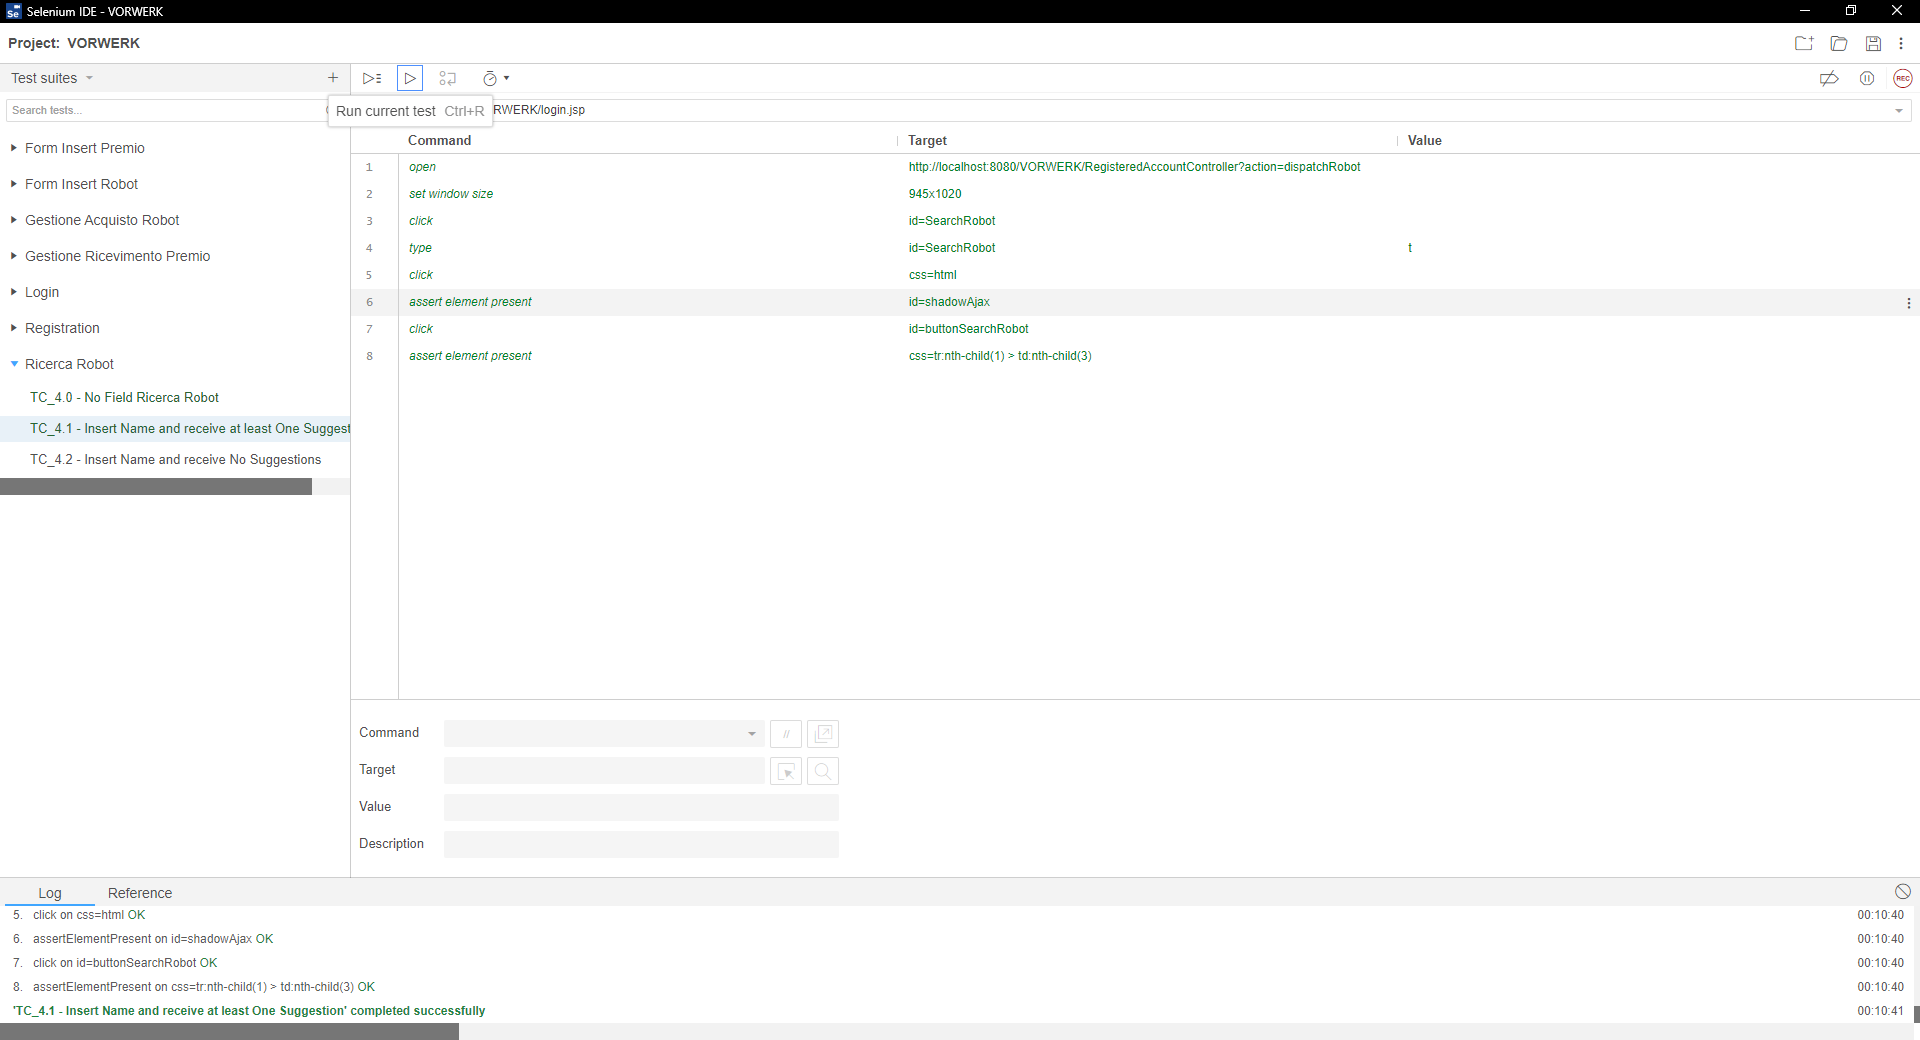 Selenium IDE - VORWERK
Project: VORWERK
Test suites
Search tests...
Run current test Ctrl+R
RWERK/login.jsp
REC
Form Insert Premio
Form Insert Robot
Gestione Acquisto Robot
Gestione Ricevimento Premio
Login
Registration
Ricerca Robot
TC_4.0 - No Field Ricerca Robot
TC_4.1 - Insert Name and receive at least One Suggest
TC_4.2 - Insert Name and receive No Suggestions
Command Target Value
1 open http://localhost:8080/VORWERK/RegisteredAccountController?action=dispatchRobot
2 set window size 945x1020
3 click id=SearchRobot
4 type id=SearchRobot t
5 click css=html
6 assert element present id=shadowAjax
7 click id=buttonSearchRobot
8 assert element present css=tr:nth-child(1) > td:nth-child(3)
Command //
Target
Value
Description
Log Reference
5. click on css=html OK 00:10:40
6. assertElementPresent on id=shadowAjax OK 00:10:40
7. click on id=buttonSearchRobot OK 00:10:40
8. assertElementPresent on css=tr:nth-child(1) > td:nth-child(3) OK 00:10:40
'TC_4.1 - Insert Name and receive at least One Suggestion' completed successfully 00:10:41